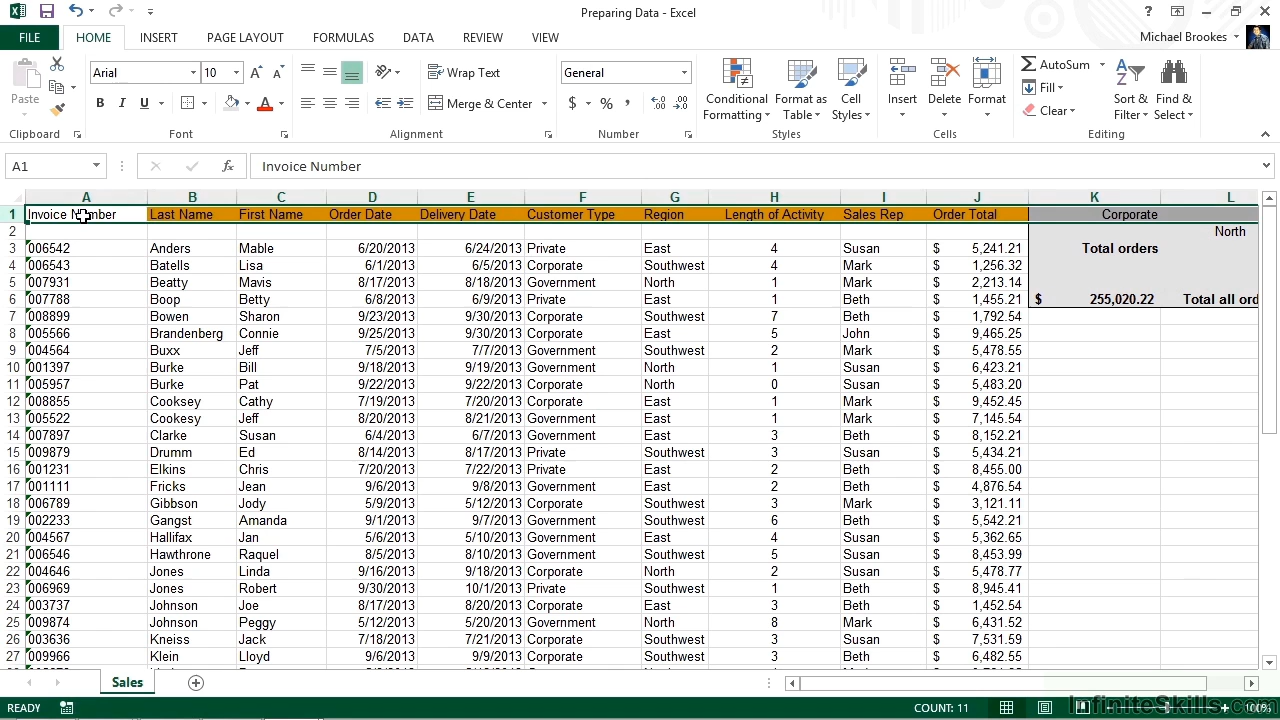 Preparing Data - Excel
FILE HOME INSERT PAGE LAYOUT FORMULAS DATA REVIEW VIEW Michael Brookes
Paste
Arial 10
Wrap Text
Merge & Center
General
$ % ,
Conditional Formatting
Format as Table
Cell Styles
Insert Delete Format
AutoSum
Fill
Clear
Sort & Filter
Find & Select
Clipboard Font Alignment Number Styles Cells Editing
A1 fx Invoice Number
A B C D E F G H I J K L
1 Invoice Number Last Name First Name Order Date Delivery Date Customer Type Region Length of Activity Sales Rep Order Total Corporate
2 North
3 006542 Anders Mable 6/20/2013 6/24/2013 Private East 4 Susan $ 5,241.21 Total orders
4 006543 Batells Lisa 6/1/2013 6/5/2013 Corporate Southwest 4 Mark $ 1,256.32
5 007931 Beatty Mavis 8/17/2013 8/18/2013 Government North 1 Mark $ 2,213.14
6 007788 Boop Betty 6/8/2013 6/9/2013 Private East 1 Beth $ 1,455.21 $ 255,020.22 Total all ord
7 008899 Bowen Sharon 9/23/2013 9/30/2013 Corporate Southwest 7 Beth $ 1,792.54
8 005566 Brandenberg Connie 9/25/2013 9/30/2013 Corporate East 5 John $ 9,465.25
9 004564 Buxx Jeff 7/5/2013 7/7/2013 Government Southwest 2 Mark $ 5,478.55
10 001397 Burke Bill 9/18/2013 9/19/2013 Government North 1 Susan $ 6,423.21
11 005957 Burke Pat 9/22/2013 9/22/2013 Corporate North 0 Susan $ 5,483.20
12 008855 Cooksey Cathy 7/19/2013 7/20/2013 Corporate East 1 Mark $ 9,452.45
13 005522 Cookesy Jeff 8/20/2013 8/21/2013 Government East 1 Mark $ 7,145.54
14 007897 Clarke Susan 6/4/2013 6/7/2013 Government East 3 Beth $ 8,152.21
15 009879 Drumm Ed 8/14/2013 8/17/2013 Private Southwest 3 Susan $ 5,434.21
16 001231 Elkins Chris 7/20/2013 7/22/2013 Private East 2 Beth $ 8,455.00
17 001111 Fricks Jean 9/6/2013 9/8/2013 Government East 2 Beth $ 4,876.54
18 006789 Gibbson Jody 5/9/2013 5/12/2013 Corporate Southwest 3 Mark $ 3,121.11
19 002233 Gangst Amanda 9/1/2013 9/7/2013 Government Southwest 6 Beth $ 5,542.21
20 004567 Hallifax Jan 5/6/2013 5/10/2013 Government East 4 Susan $ 5,362.65
21 006546 Hawthrone Raquel 8/5/2013 8/10/2013 Government Southwest 5 Susan $ 8,453.99
22 004646 Jones Linda 9/16/2013 9/18/2013 Corporate North 2 Susan $ 5,478.77
23 006969 Jones Robert 9/30/2013 10/1/2013 Private Southwest 1 Beth $ 8,945.41
24 003737 Johnson Joe 8/17/2013 8/20/2013 Corporate East 3 Beth $ 1,452.54
25 009874 Johnson Peggy 5/12/2013 5/20/2013 Government North 8 Mark $ 6,431.52
26 003636 Kneiss Jack 7/18/2013 7/21/2013 Corporate Southwest 3 Susan $ 7,531.59
27 009966 Klein Lloyd 9/6/2013 9/9/2013 Corporate Southwest 3 Beth $ 6,482.55
Sales
READY COUNT: 11 100%
InfiniteSkills.com